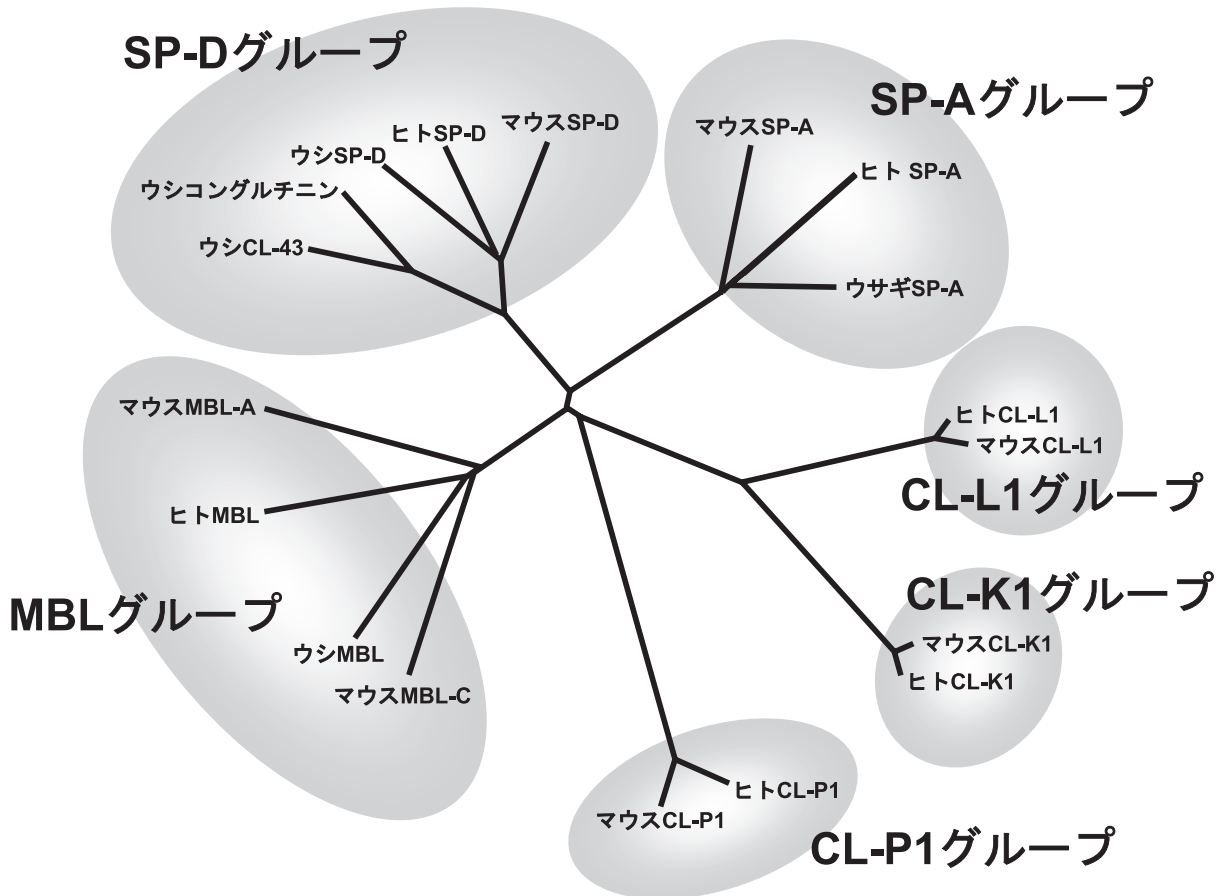 SP-Dグループ
マウスSP-D
ヒトSP-D
ウシSP-D
ウシコングルチニン
ウシCL-43
SP-Aグループ
マウスSP-A
ヒト SP-A
ウサギSP-A
ヒトCL-L1
マウスCL-L1
CL-L1グループ
CL-K1グループ
マウスCL-K1
ヒトCL-K1
マウスMBL-A
ヒトMBL
MBLグループ
ウシMBL
マウスMBL-C
ヒトCL-P1
マウスCL-P1
CL-P1グループ